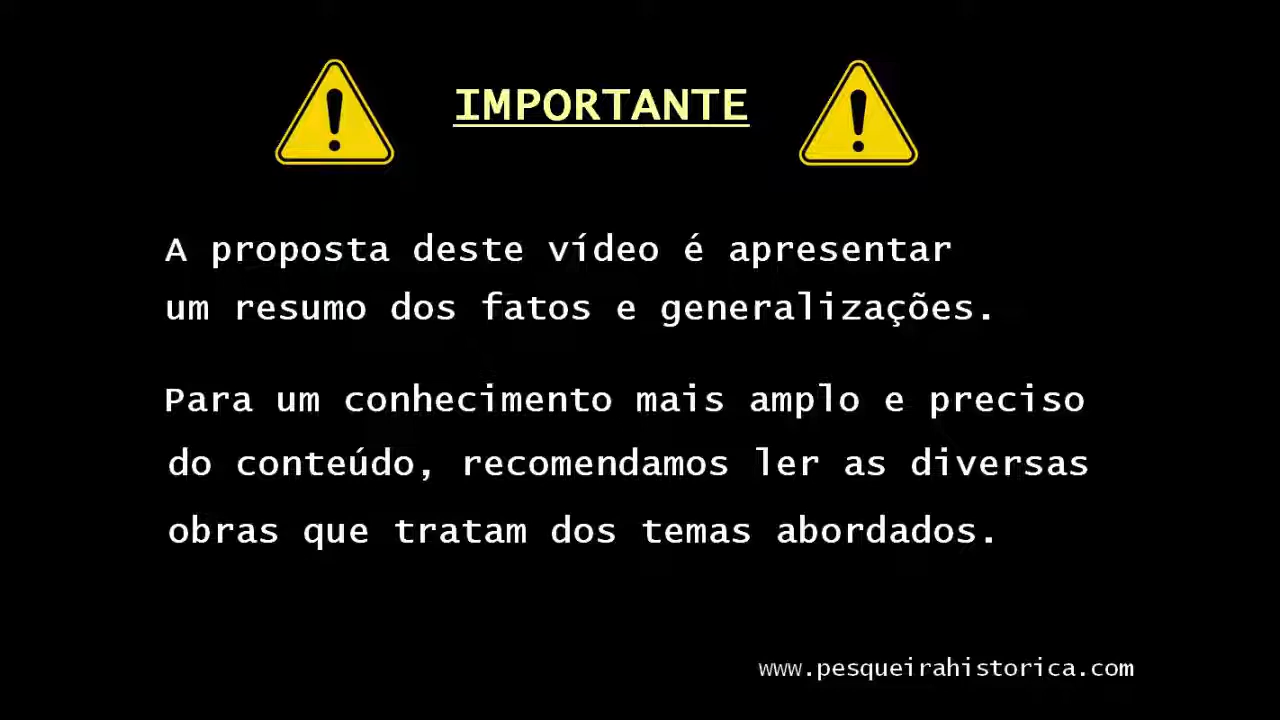 IMPORTANTE
A proposta deste vídeo é apresentar
um resumo dos fatos e generalizações.
Para um conhecimento mais amplo e preciso
do conteúdo, recomendamos ler as diversas
obras que tratam dos temas abordados.
www.pesqueirahistorica.com